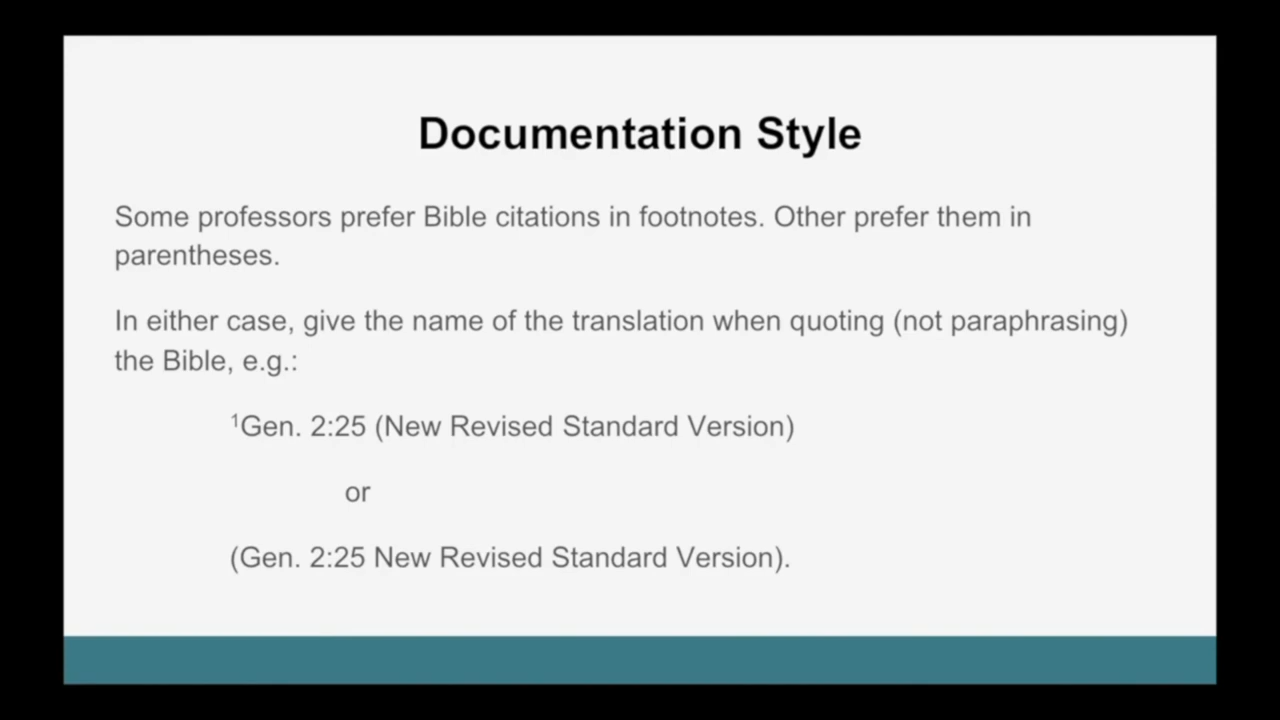 Documentation Style
Some professors prefer Bible citations in footnotes. Other prefer them in
parentheses.
In either case, give the name of the translation when quoting (not paraphrasing)
the Bible, e.g.:
¹Gen. 2:25 (New Revised Standard Version)
or
(Gen. 2:25 New Revised Standard Version).